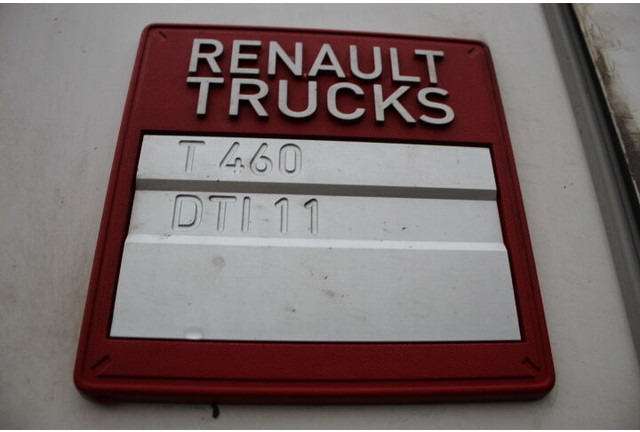 RENAULT
TRUCKS
T 460
DTI 11